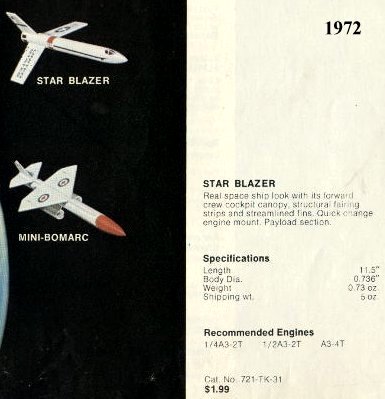 1972
STAR BLAZER
MINI-BOMARC
STAR BLAZER
Real space ship look with its forward
crew cockpit canopy, structural fairing
strips and streamlined fins. Quick change
engine mount. Payload section.
Specifications
Length 11.5"
Body Dia. 0.736"
Weight 0.73 oz.
Shipping wt. 5 oz.
Recommended Engines
1/4A3-2T 1/2A3-2T A3-4T
Cat. No. 721-TK-31
$1.99